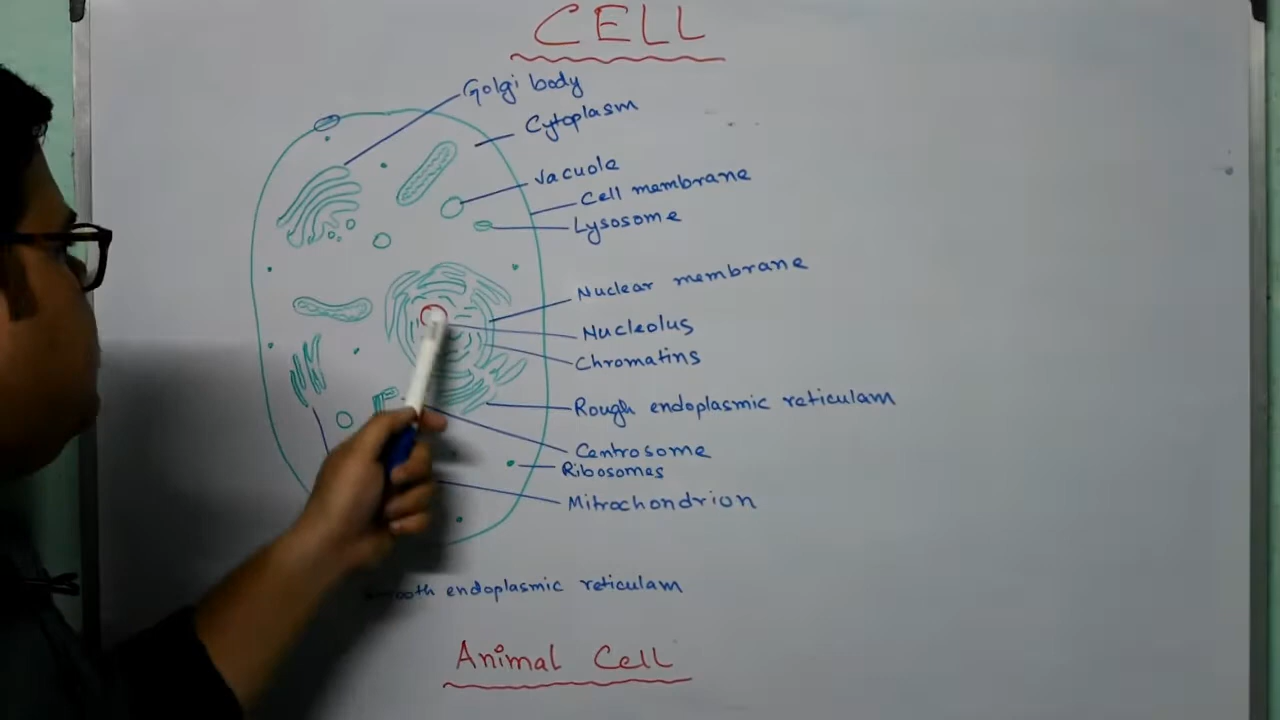 CELL
Golgi body
Cytoplasm
Vacuole
Cell membrane
Lysosome
Nuclear membrane
Nucleolus
Chromatins
Rough endoplasmic reticulam
Centrosome
Ribosomes
Mitrochondrion
endoplasmic reticulam
Animal Cell